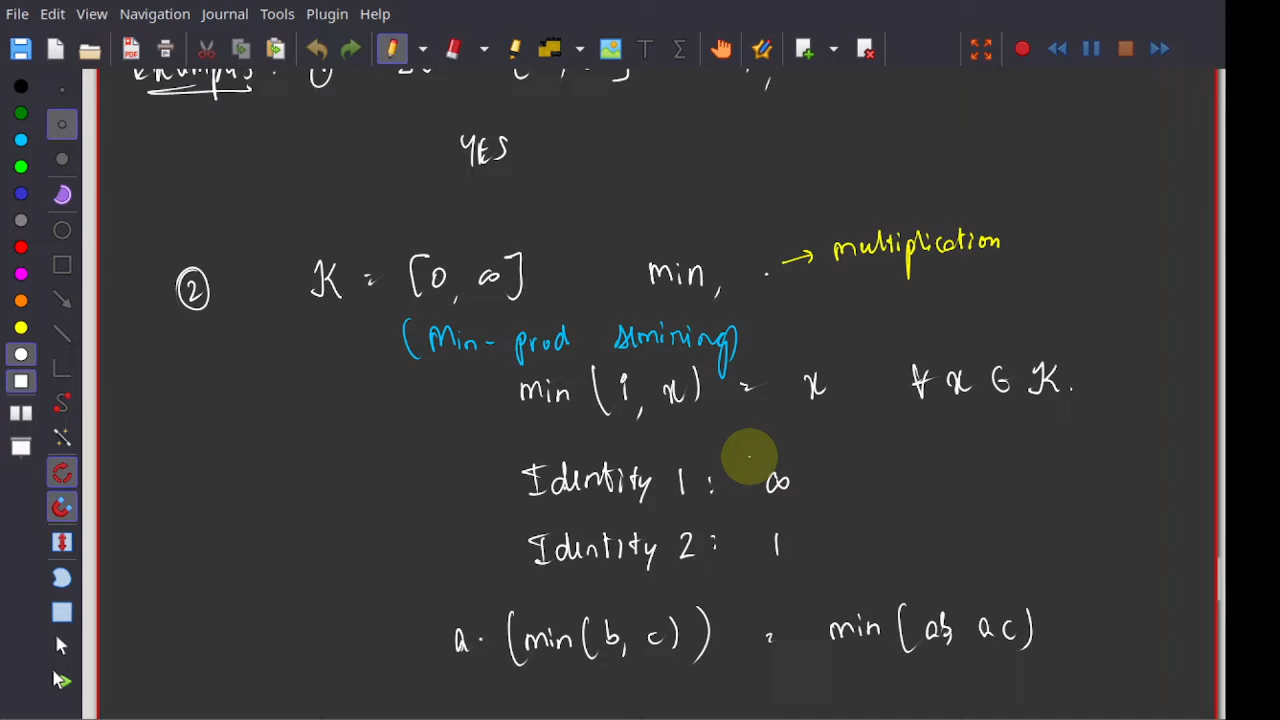 File Edit View Navigation Journal Tools Plugin Help
YES
② K = [0, ∞] min, · → multiplication
(Min-prod semiring)
min (i, x) = x ∀ x ∈ K.
Identity 1: ∞
Identity 2: 1
a · (min(b, c)) = min(ab, ac)